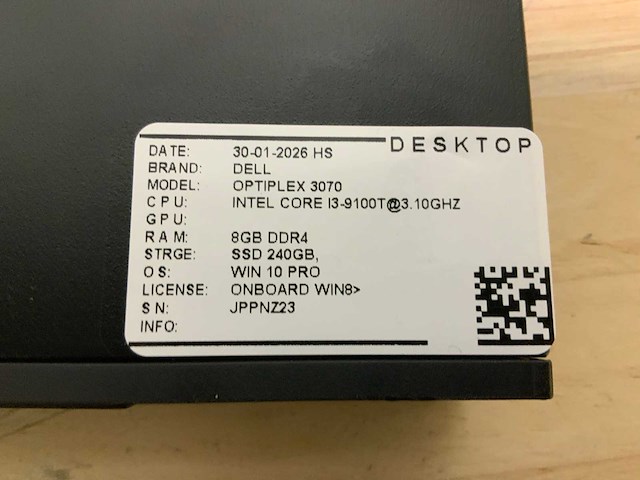 DESKTOP
DATE: 30-01-2026 HS
BRAND: DELL
MODEL: OPTIPLEX 3070
CPU: INTEL CORE I3-9100T@3.10GHZ
GPU:
RAM: 8GB DDR4
STRGE: SSD 240GB,
OS: WIN 10 PRO
LICENSE: ONBOARD WIN8>
SN: JPPNZ23
INFO: